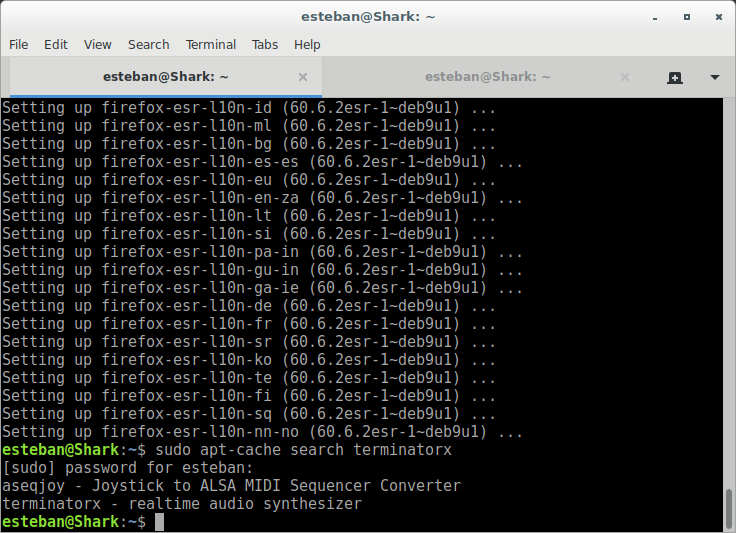 esteban@Shark: ~
File Edit View Search Terminal Tabs Help
esteban@Shark: ~ esteban@Shark: ~
Setting up firefox-esr-l10n-id (60.6.2esr-1~deb9u1) ...
Setting up firefox-esr-l10n-ml (60.6.2esr-1~deb9u1) ...
Setting up firefox-esr-l10n-bg (60.6.2esr-1~deb9u1) ...
Setting up firefox-esr-l10n-es-es (60.6.2esr-1~deb9u1) ...
Setting up firefox-esr-l10n-eu (60.6.2esr-1~deb9u1) ...
Setting up firefox-esr-l10n-en-za (60.6.2esr-1~deb9u1) ...
Setting up firefox-esr-l10n-lt (60.6.2esr-1~deb9u1) ...
Setting up firefox-esr-l10n-si (60.6.2esr-1~deb9u1) ...
Setting up firefox-esr-l10n-pa-in (60.6.2esr-1~deb9u1) ...
Setting up firefox-esr-l10n-gu-in (60.6.2esr-1~deb9u1) ...
Setting up firefox-esr-l10n-ga-ie (60.6.2esr-1~deb9u1) ...
Setting up firefox-esr-l10n-de (60.6.2esr-1~deb9u1) ...
Setting up firefox-esr-l10n-fr (60.6.2esr-1~deb9u1) ...
Setting up firefox-esr-l10n-sr (60.6.2esr-1~deb9u1) ...
Setting up firefox-esr-l10n-ko (60.6.2esr-1~deb9u1) ...
Setting up firefox-esr-l10n-te (60.6.2esr-1~deb9u1) ...
Setting up firefox-esr-l10n-fi (60.6.2esr-1~deb9u1) ...
Setting up firefox-esr-l10n-sq (60.6.2esr-1~deb9u1) ...
Setting up firefox-esr-l10n-nn-no (60.6.2esr-1~deb9u1) ...
esteban@Shark:~$ sudo apt-cache search terminatorx
[sudo] password for esteban:
aseqjoy - Joystick to ALSA MIDI Sequencer Converter
terminatorx - realtime audio synthesizer
esteban@Shark:~$